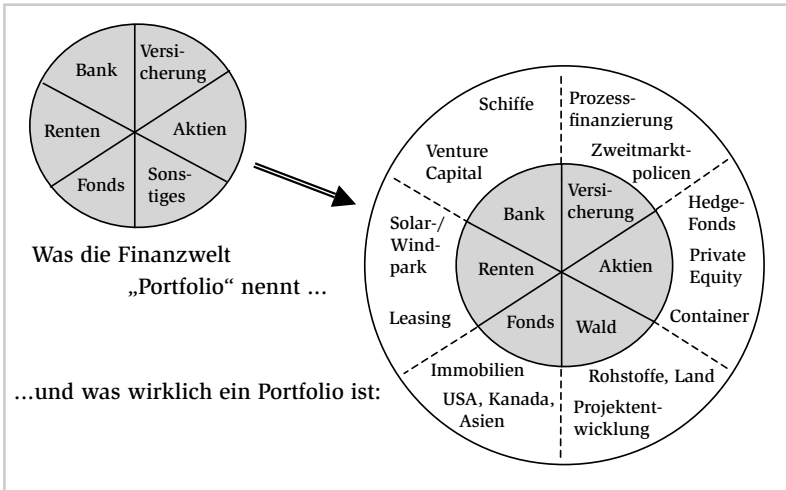 Bank
Versi-
cherung
Renten
Aktien
Fonds
Sons-
tiges
Was die Finanzwelt
„Portfolio“ nennt ...
...und was wirklich ein Portfolio ist:
Schiffe
Prozess-
finanzierung
Venture
Capital
Zweitmarkt-
policen
Solar-/
Wind-
park
Hedge-
Fonds
Private
Equity
Leasing
Container
Immobilien
USA, Kanada,
Asien
Rohstoffe, Land
Projektent-
wicklung
Bank
Versi-
cherung
Renten
Aktien
Fonds
Wald